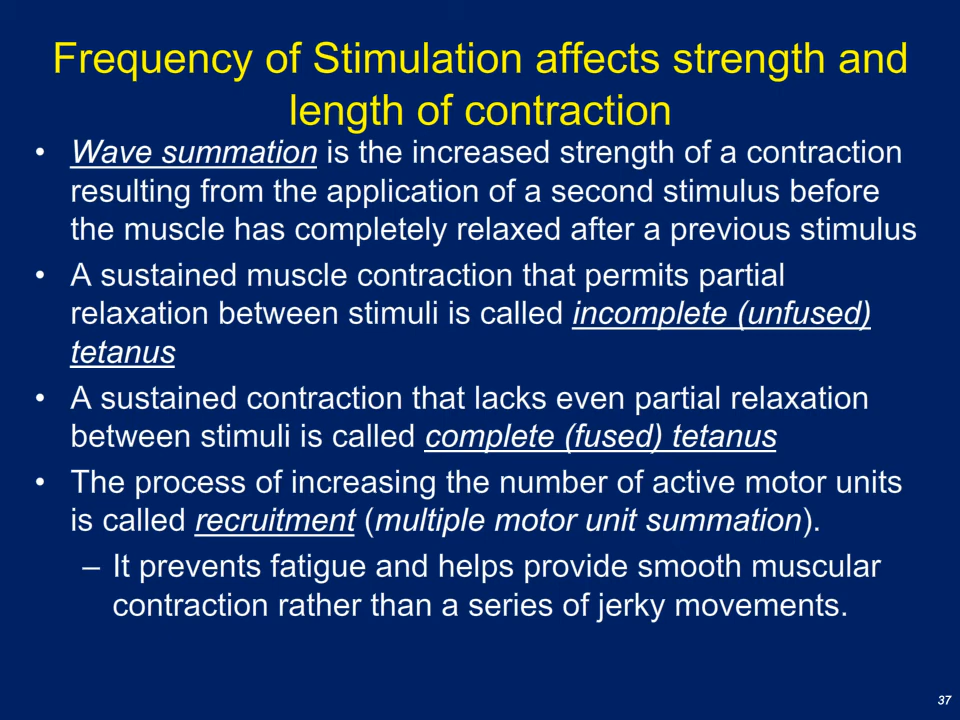 Frequency of Stimulation affects strength and
length of contraction
• Wave summation is the increased strength of a contraction
resulting from the application of a second stimulus before
the muscle has completely relaxed after a previous stimulus
• A sustained muscle contraction that permits partial
relaxation between stimuli is called incomplete (unfused)
tetanus
• A sustained contraction that lacks even partial relaxation
between stimuli is called complete (fused) tetanus
• The process of increasing the number of active motor units
is called recruitment (multiple motor unit summation).
– It prevents fatigue and helps provide smooth muscular
contraction rather than a series of jerky movements.
37